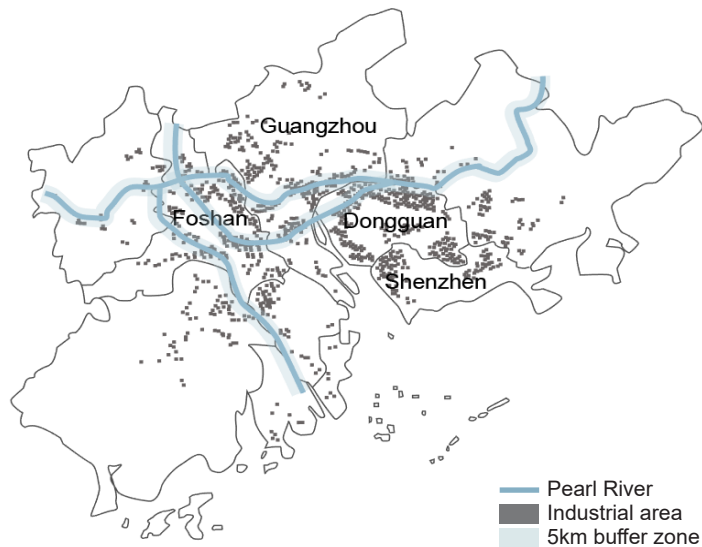 Guangzhou
Foshan
Dongguan
Shenzhen
Pearl River
Industrial area
5km buffer zone